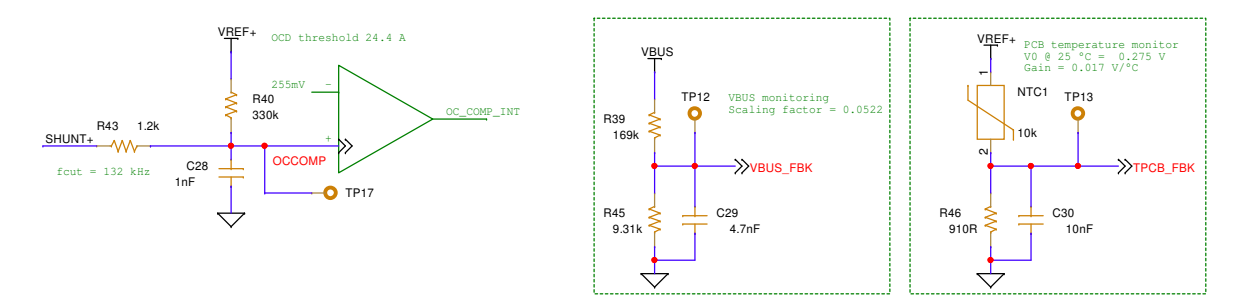 VREF+
OCD threshold 24.4 A
255mV
-
R40
330k
OC_COMP_INT
R43 1.2k
SHUNT+
+
OCCOMP
fcut = 132 kHz
C28
1nF
TP17
VBUS
TP12
VBUS monitoring
Scaling factor = 0.0522
R39
169k
VBUS_FBK
R45
9.31k
C29
4.7nF
VREF+
PCB temperature monitor
V0 @ 25 °C = 0.275 V
Gain = 0.017 V/°C
1
NTC1
TP13
10k
2
TPCB_FBK
R46
910R
C30
10nF